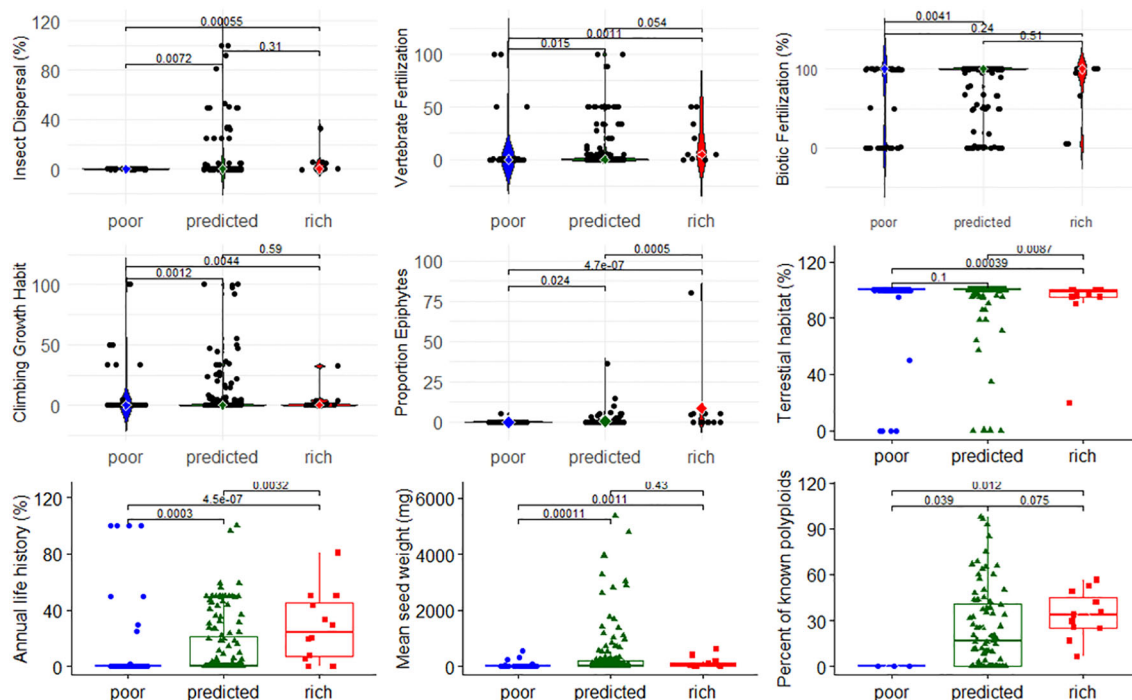 Insect Dispersal (%)
120
80
40
0
0.00055
0.31
0.0072
poor predicted rich
Vertebrate Fertilization
100
50
0
0.054
0.0011
0.015
poor predicted rich
Biotic Fertilization (%)
100
0
0.0041
0.24
0.51
poor predicted rich
Climbing Growth Habit
100
50
0
0.59
0.0044
0.0012
poor predicted rich
Proportion Epiphytes
100
75
50
25
0
0.0005
4.7e-07
0.024
poor predicted rich
Terrestial habitat (%)
120
80
40
0
0.0087
0.00039
0.1
poor predicted rich
Annual life history (%)
120
80
40
0
0.0032
4.5e-07
0.0003
poor predicted rich
Mean seed weight (mg)
6000
4000
2000
0
0.43
0.0011
0.00011
poor predicted rich
Percent of known polyploids
120
90
60
30
0
0.012
0.039 0.075
poor predicted rich